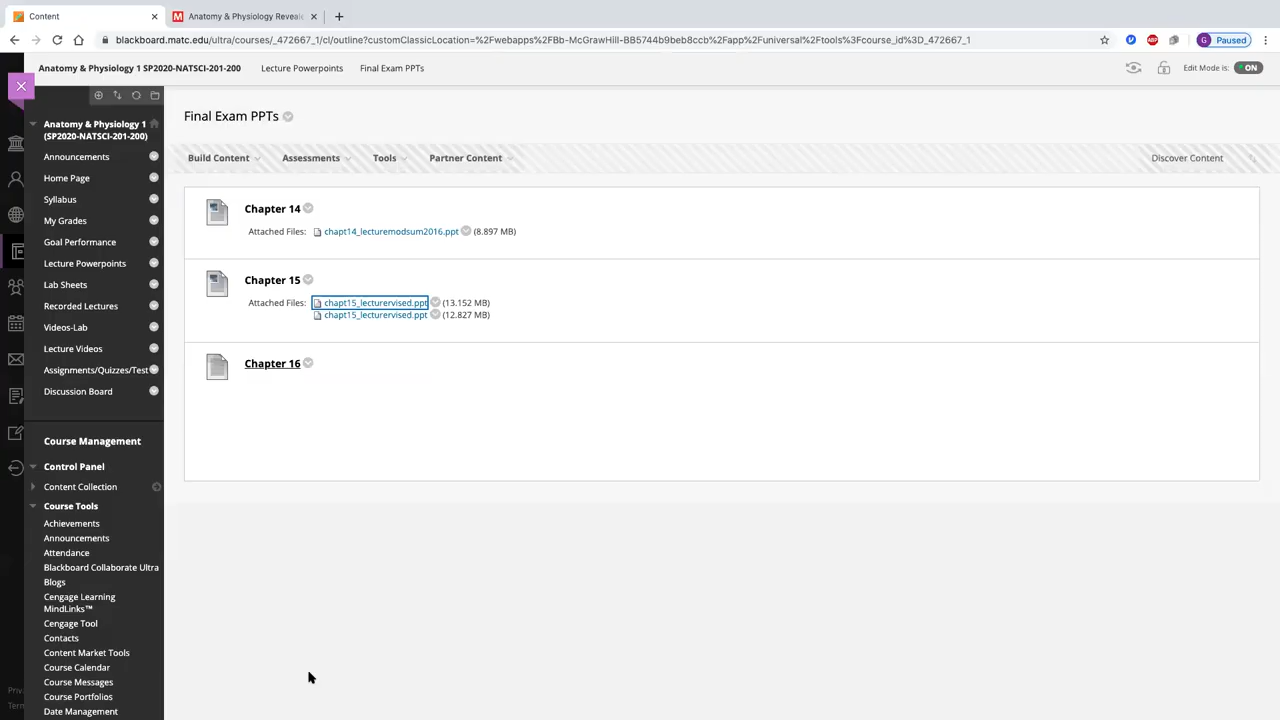 Content
Anatomy & Physiology Reveale
blackboard.matc.edu/ultra/courses/_472667_1/cl/outline?customClassicLocation=%2Fwebapps%2FBb-McGrawHill-BB5744b9beb8ccb%2Fapp%2Funiversal%2Ftools%3Fcourse_id%3D_472667_1
ABP
G Paused
Anatomy & Physiology 1 SP2020-NATSCI-201-200
Lecture Powerpoints
Final Exam PPTs
Edit Mode is: ON
Anatomy & Physiology 1
(SP2020-NATSCI-201-200)
Announcements
Home Page
Syllabus
My Grades
Goal Performance
Lecture Powerpoints
Lab Sheets
Recorded Lectures
Videos-Lab
Lecture Videos
Assignments/Quizzes/Test
Discussion Board
Course Management
Control Panel
Content Collection
Course Tools
Achievements
Announcements
Attendance
Blackboard Collaborate Ultra
Blogs
Cengage Learning
MindLinks™
Cengage Tool
Contacts
Content Market Tools
Course Calendar
Course Messages
Course Portfolios
Date Management
Priv
Term
Final Exam PPTs
Build Content
Assessments
Tools
Partner Content
Discover Content
Chapter 14
Attached Files: chapt14_lecturemodsum2016.ppt (8.897 MB)
Chapter 15
Attached Files: chapt15_lecturervised.ppt (13.152 MB)
chapt15_lecturervised.ppt (12.827 MB)
Chapter 16